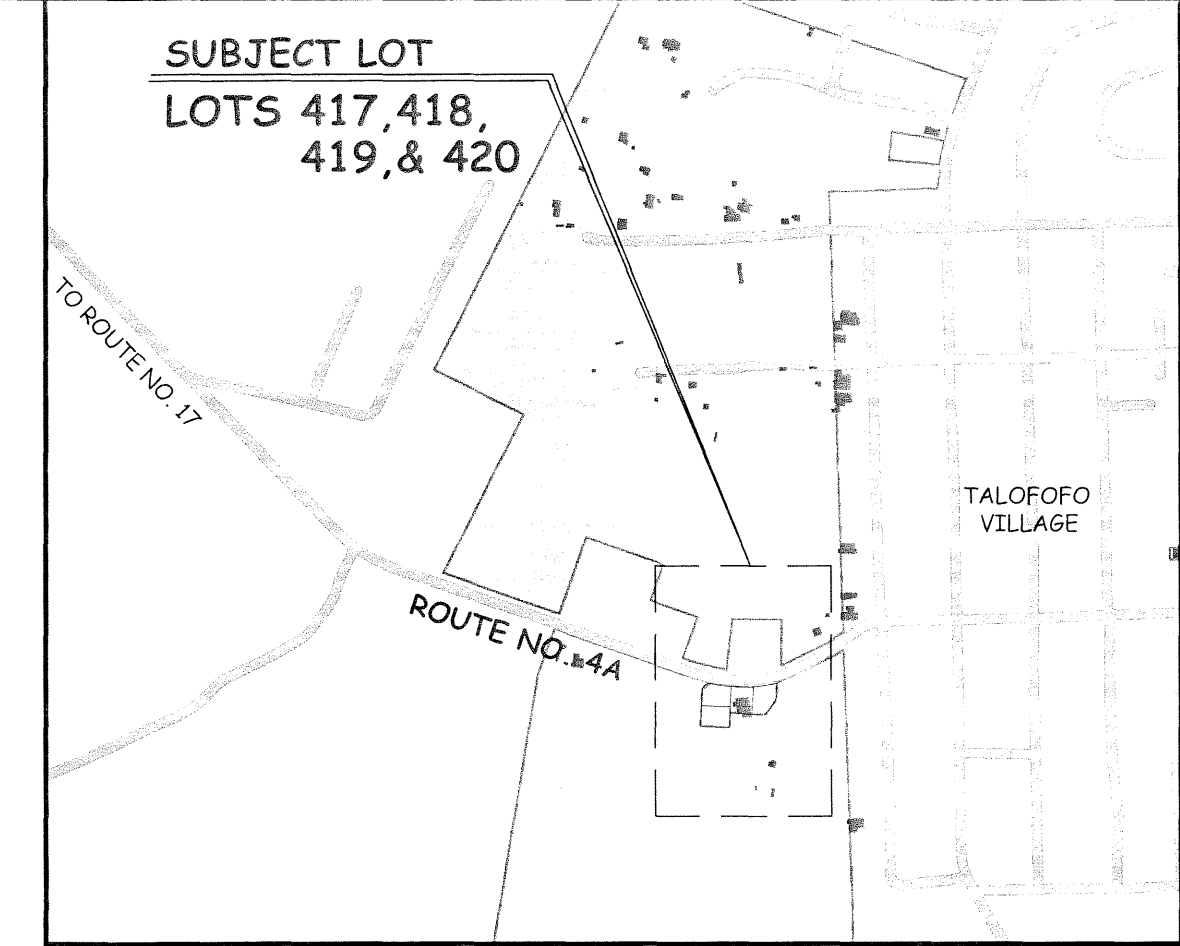 SUBJECT LOT
LOTS 417,418,
419,& 420
TO ROUTE NO. 17
TALOFOFO
VILLAGE
ROUTE NO. 4A